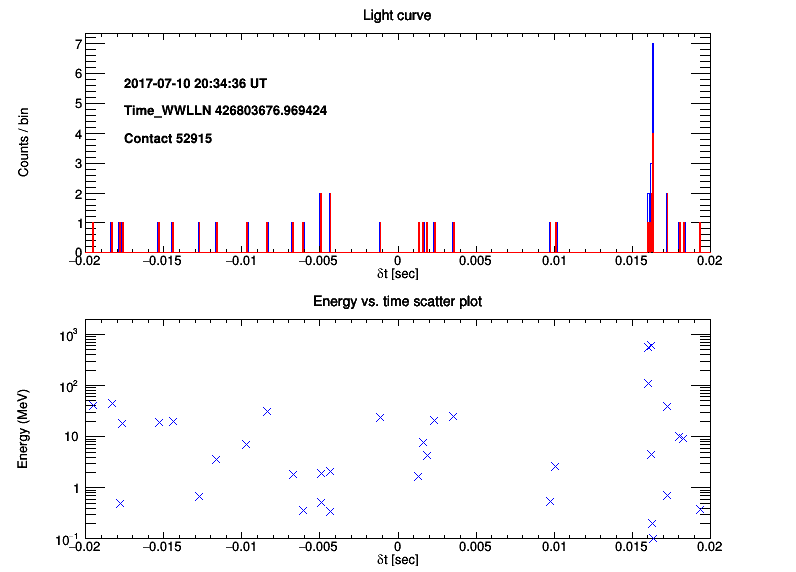 Light curve
Counts / bin
7
6
5
4
3
2
1
0
2017-07-10 20:34:36 UT
Time_WWLLN 426803676.969424
Contact 52915
−0.02 −0.015 −0.01 −0.005 0 0.005 0.01 0.015 0.02
δt [sec]
Energy vs. time scatter plot
Energy (MeV)
10³
10²
10
1
10⁻¹
−0.02 −0.015 −0.01 −0.005 0 0.005 0.01 0.015 0.02
δt [sec]